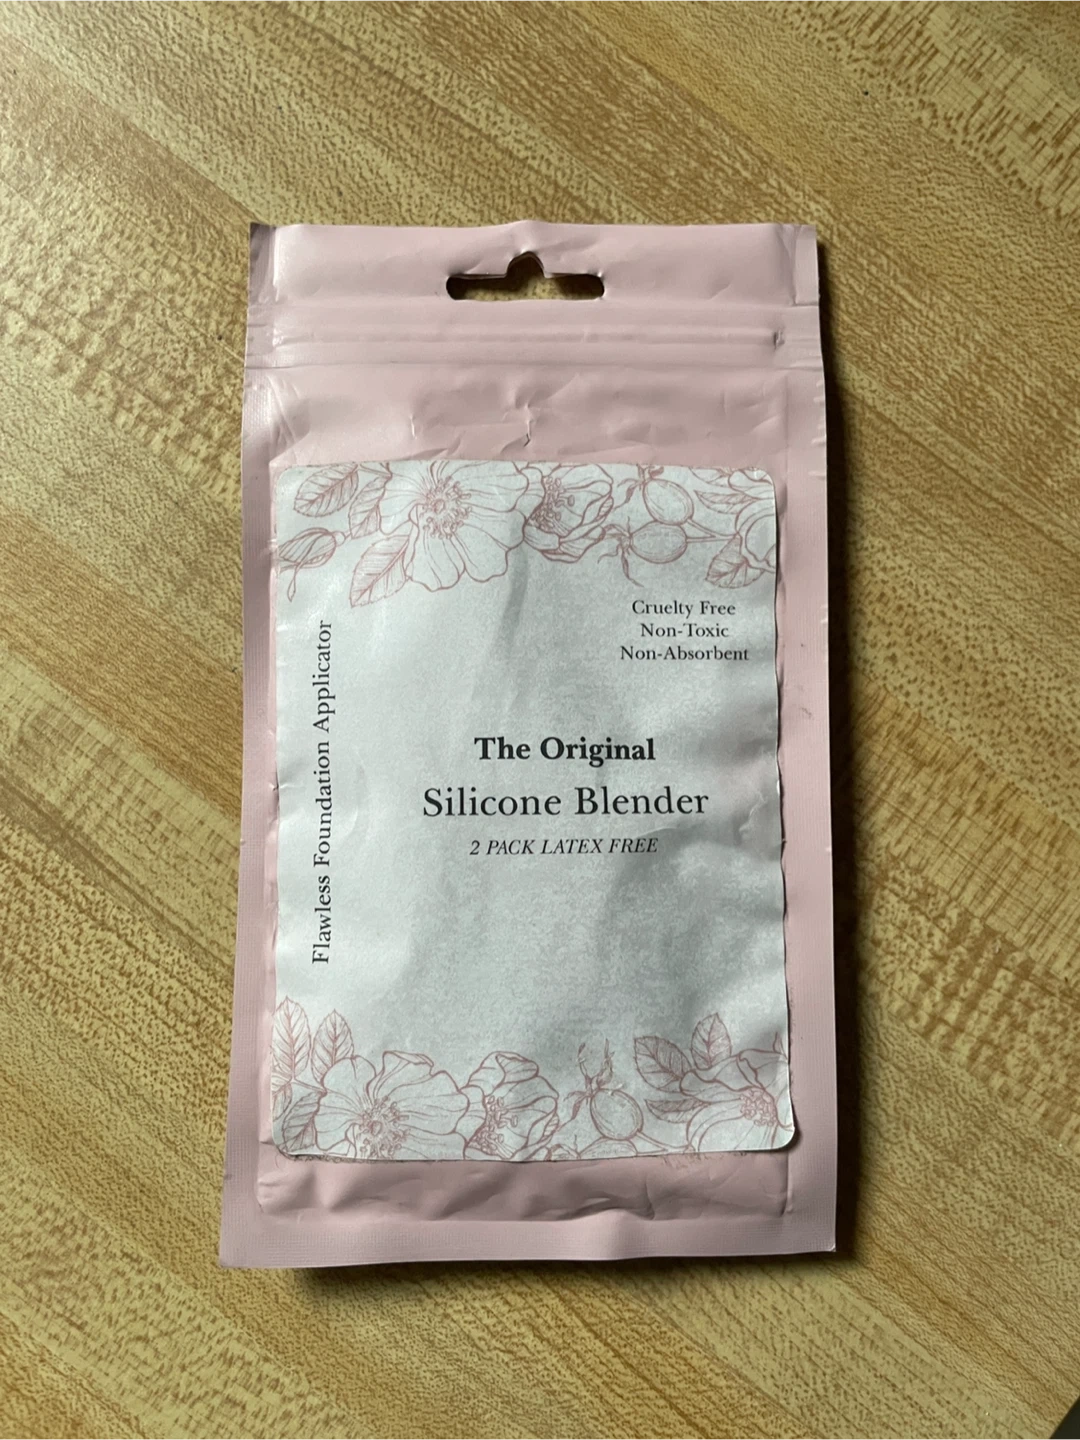 Cruelty Free
Non-Toxic
Non-Absorbent
Flawless Foundation Applicator
The Original
Silicone Blender
2 PACK LATEX FREE